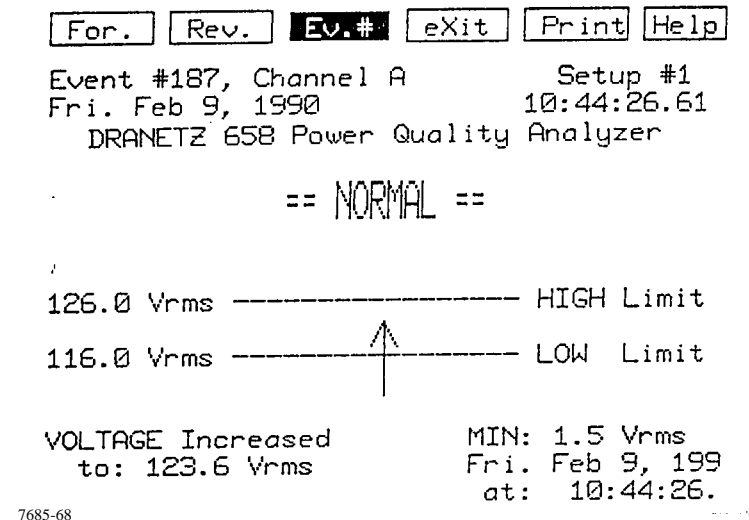 For. Rev. Ev.# eXit Print Help
Event #187, Channel A Setup #1
Fri. Feb 9, 1990 10:44:26.61
DRANETZ 658 Power Quality Analyzer
== NORMAL ==
126.0 Vrms ------------------ HIGH Limit
116.0 Vrms ------------------ LOW Limit
VOLTAGE Increased MIN: 1.5 Vrms
to: 123.6 Vrms Fri. Feb 9, 199
at: 10:44:26.
7685-68